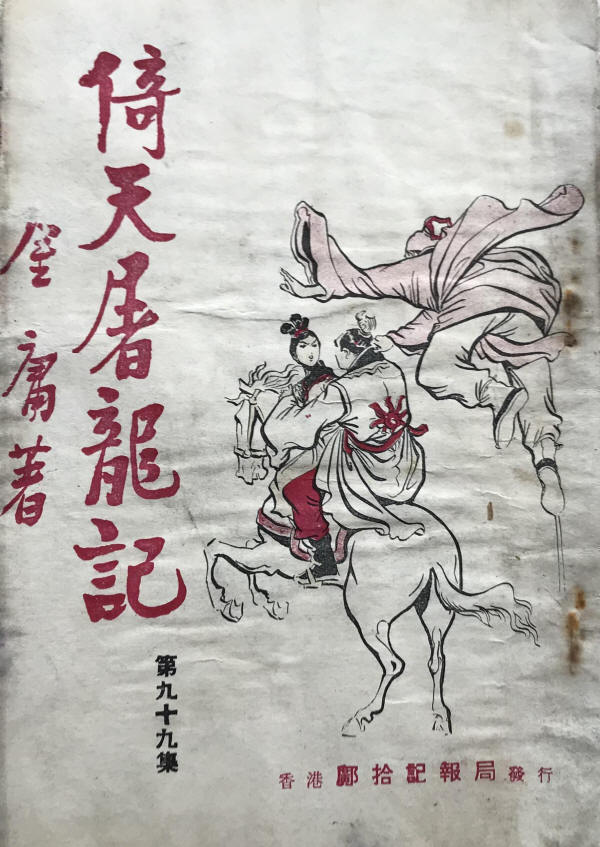 倚天屠龍記
金庸著
第九十九集
香港鄺拾記報局發行